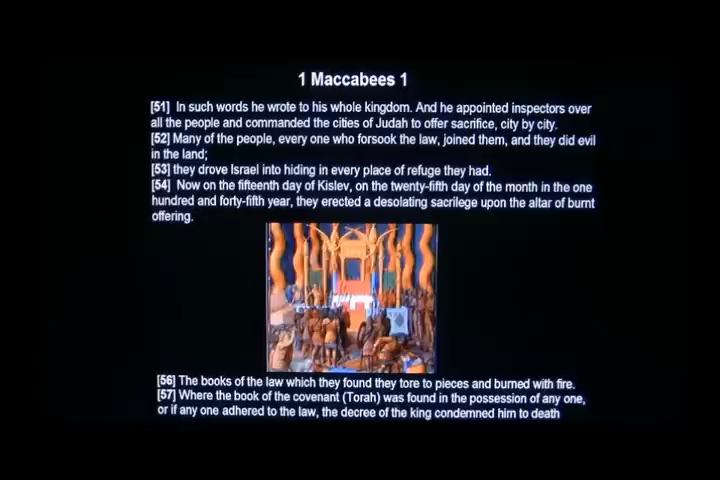 1 Maccabees 1
[51] In such words he wrote to his whole kingdom. And he appointed inspectors over
all the people and commanded the cities of Judah to offer sacrifice, city by city.
[52] Many of the people, every one who forsook the law, joined them, and they did evil
in the land;
[53] they drove Israel into hiding in every place of refuge they had.
[54] Now on the fifteenth day of Kislev, on the twenty-fifth day of the month in the one
hundred and forty-fifth year, they erected a desolating sacrilege upon the altar of burnt
offering.
[56] The books of the law which they found they tore to pieces and burned with fire.
[57] Where the book of the covenant (Torah) was found in the possession of any one,
or if any one adhered to the law, the decree of the king condemned him to death